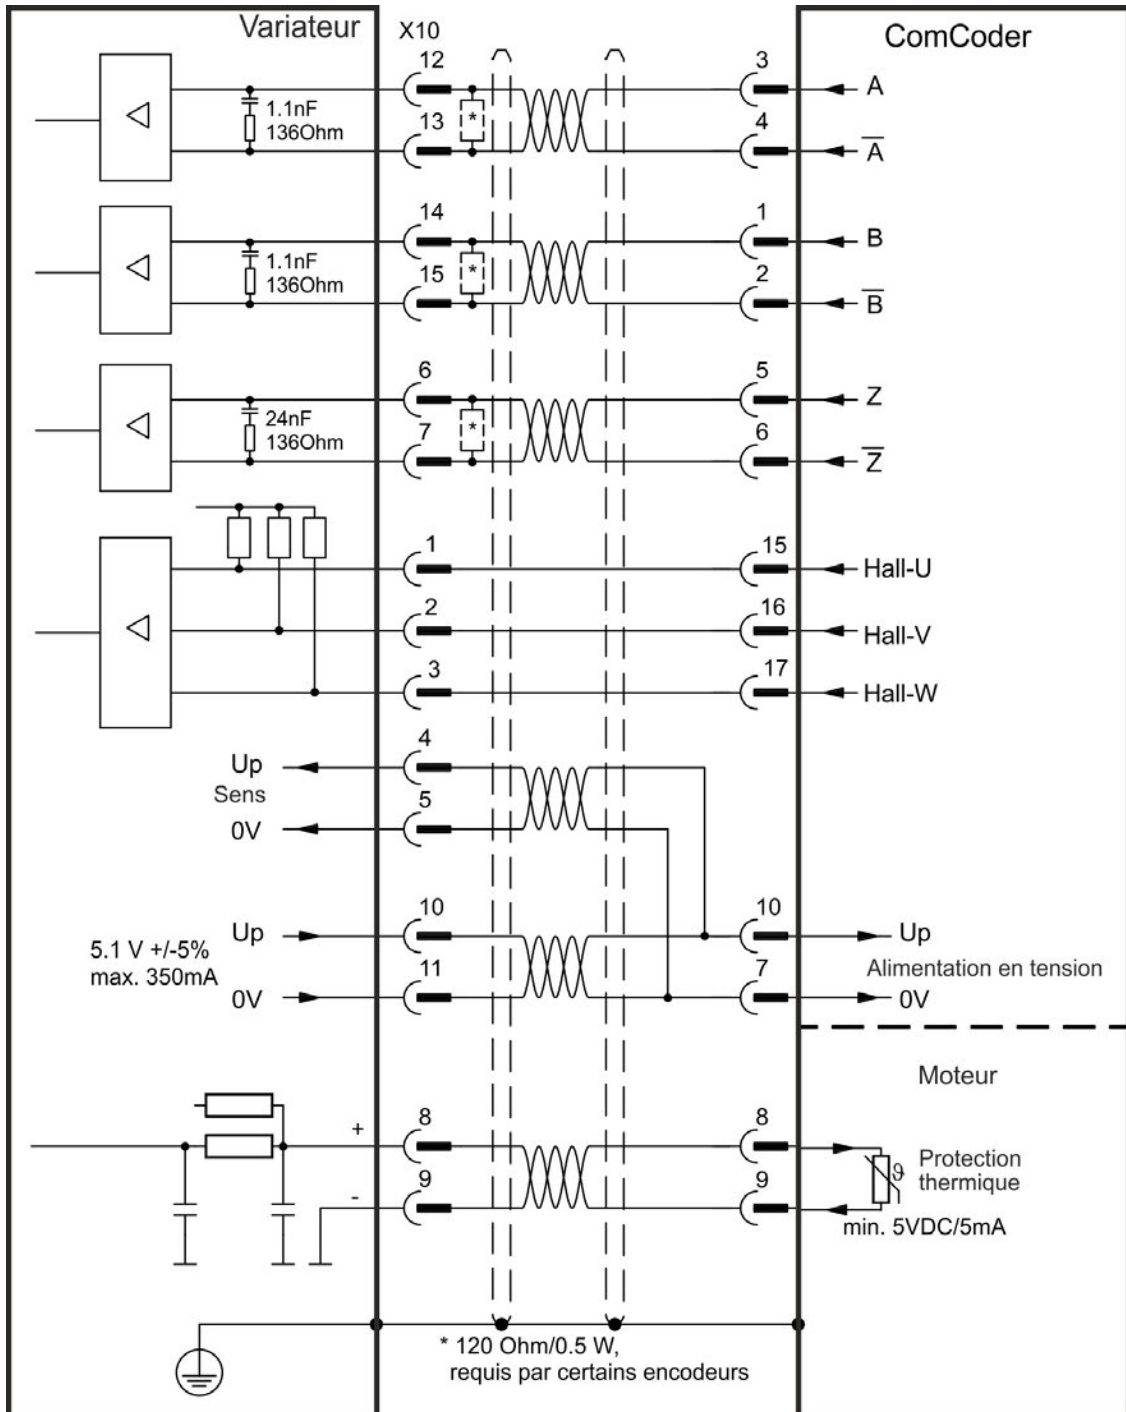 Variateur
X10
ComCoder
12
3
A
1.1nF
136Ohm
*
13
4
A
14
1
B
1.1nF
136Ohm
*
15
2
B
6
5
Z
24nF
136Ohm
*
7
6
Z
1
15
Hall-U
2
16
Hall-V
3
17
Hall-W
Up
4
Sens
0V
5
5.1 V +/-5%
max. 350mA
Up
10
10
Up
Alimentation en tension
0V
11
7
0V
Moteur
+
8
8
Protection
thermique
ϑ
-
9
9
min. 5VDC/5mA
* 120 Ohm/0.5 W,
requis par certains encodeurs